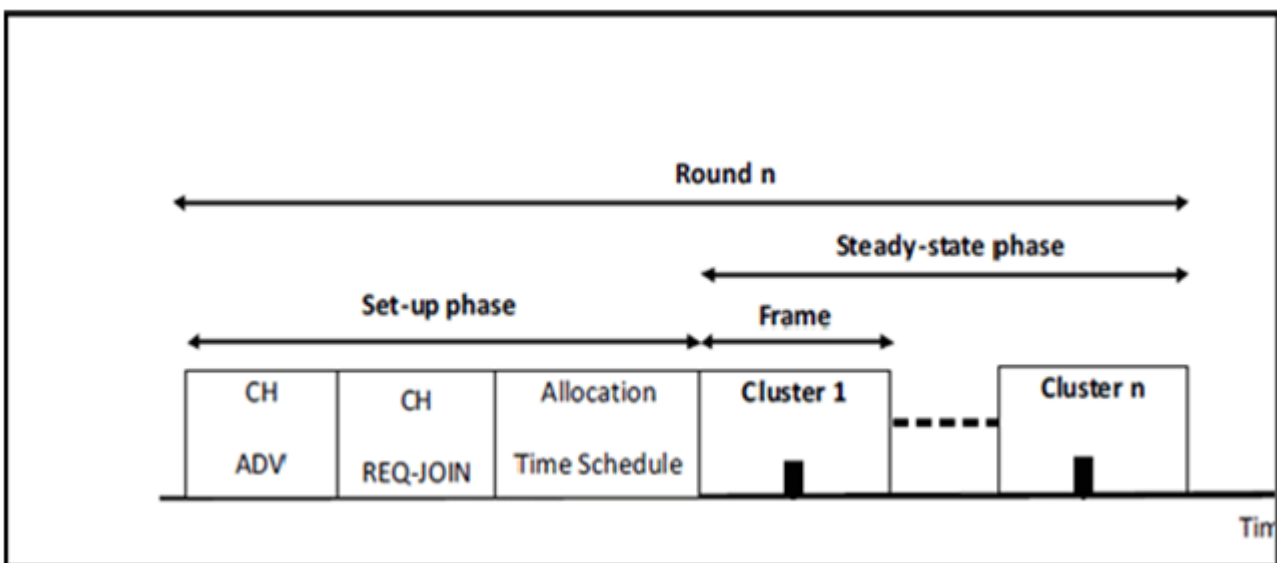 Round n
Steady-state phase
Set-up phase
Frame
CH
ADV
CH
REQ-JOIN
Allocation
Time Schedule
Cluster 1
Cluster n
Tim